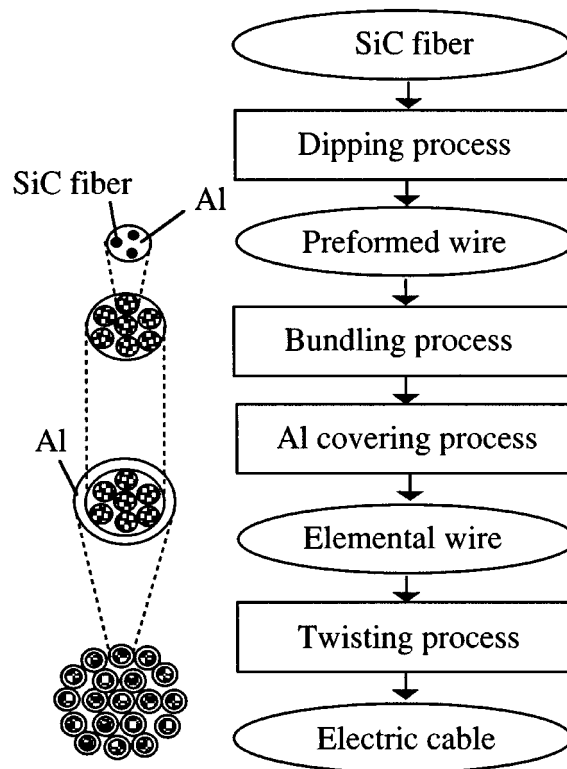 SiC fiber
Dipping process
SiC fiber
Al
Preformed wire
Bundling process
Al covering process
Al
Elemental wire
Twisting process
Electric cable